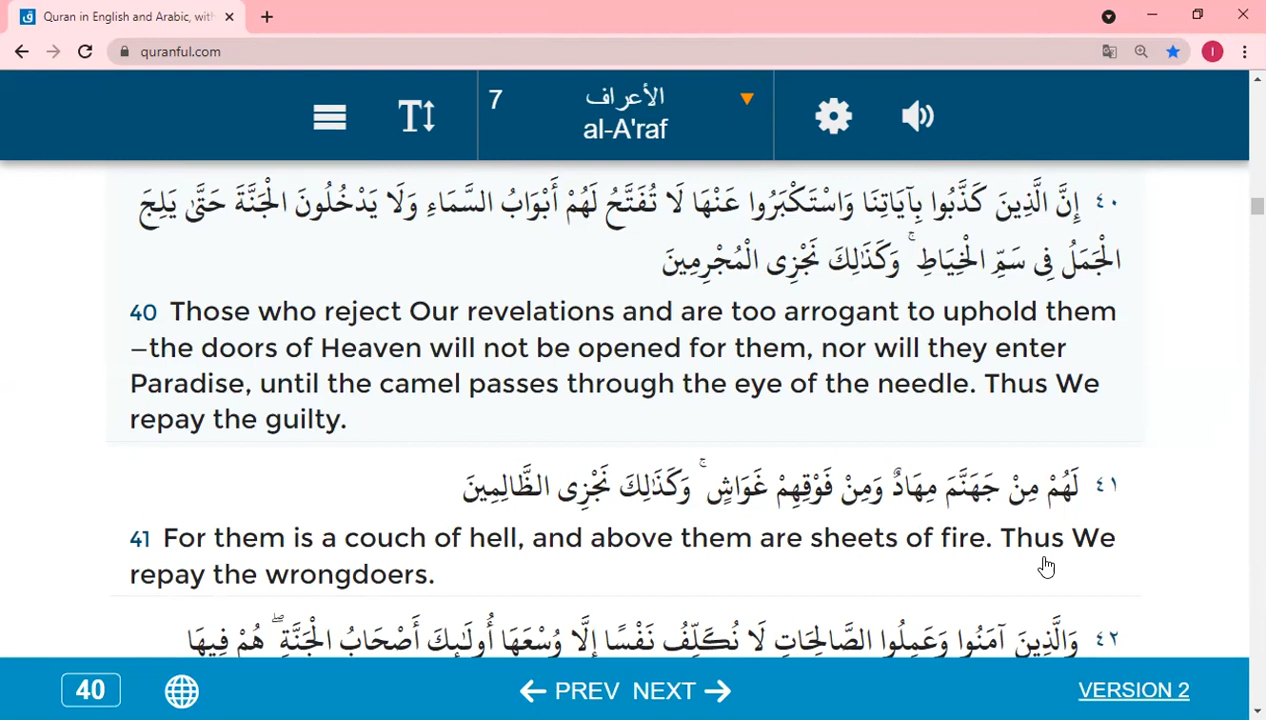 Quran in English and Arabic, with
quranful.com
7
الأعراف
al-A'raf
٤٠ إِنَّ الَّذِينَ كَذَّبُوا بِآيَاتِنَا وَاسْتَكْبَرُوا عَنْهَا لَا تُفَتَّحُ لَهُمْ أَبْوَابُ السَّمَاءِ وَلَا يَدْخُلُونَ الْجَنَّةَ حَتَّىٰ يَلِجَ
الْجَمَلُ فِى سَمِّ الْخِيَاطِ ۚ وَكَذَٰلِكَ نَجْزِى الْمُجْرِمِينَ
40 Those who reject Our revelations and are too arrogant to uphold them
—the doors of Heaven will not be opened for them, nor will they enter
Paradise, until the camel passes through the eye of the needle. Thus We
repay the guilty.
٤١ لَهُمْ مِنْ جَهَنَّمَ مِهَادٌ وَمِنْ فَوْقِهِمْ غَوَاشٍ ۚ وَكَذَٰلِكَ نَجْزِى الظَّالِمِينَ
41 For them is a couch of hell, and above them are sheets of fire. Thus We
repay the wrongdoers.
٤٢ وَالَّذِينَ آمَنُوا وَعَمِلُوا الصَّالِحَاتِ لَا نُكَلِّفُ نَفْسًا إِلَّا وُسْعَهَا أُولَـٰئِكَ أَصْحَابُ الْجَنَّةِ ۖ هُمْ فِيهَا
40
PREV NEXT
VERSION 2